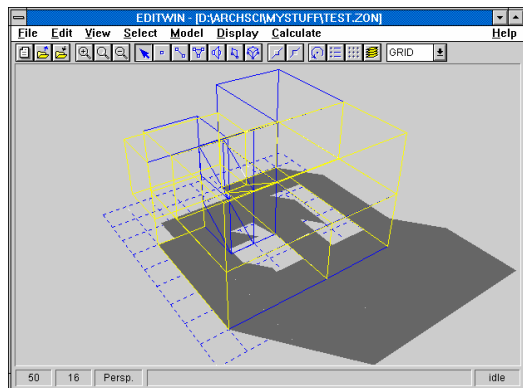 EDITWIN - [D:\ARCHSCI\MYSTUFF\TEST.ZON]
File Edit View Select Model Display Calculate Help
GRID
50 16 Persp. idle